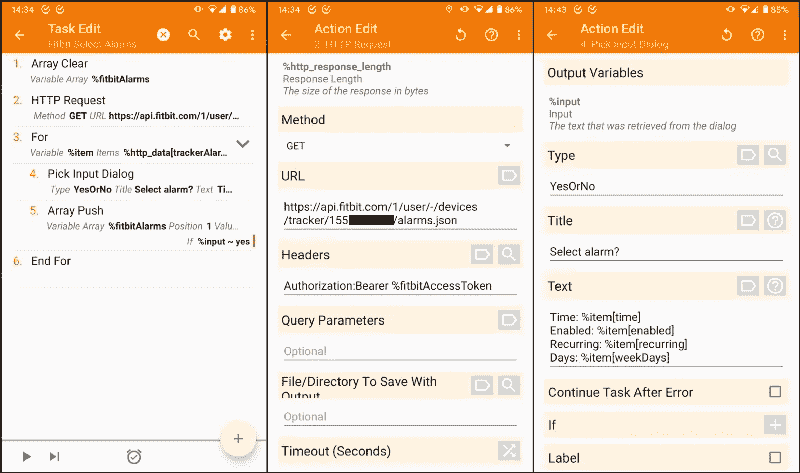 14:34
86%
Task Edit
Fitbit Select Alarms
1. Array Clear
Variable Array %fitbitAlarms
2. HTTP Request
Method GET URL https://api.fitbit.com/1/user/...
3. For
Variable %item Items %http_data[trackerAlar...
4. Pick Input Dialog
Type YesOrNo Title Select alarm? Text Ti...
5. Array Push
Variable Array %fitbitAlarms Position 1 Valu...
If %input ~ yes
6. End For
+
14:34
86%
Action Edit
2. HTTP Request
%http_response_length
Response Length
The size of the response in bytes
Method
GET
URL
https://api.fitbit.com/1/user/-/devices
/tracker/155 /alarms.json
Headers
Authorization:Bearer %fitbitAccessToken
Query Parameters
Optional
File/Directory To Save With
Output
Optional
Timeout (Seconds)
14:43
85%
Action Edit
4. Pick Input Dialog
Output Variables
%input
Input
The text that was retrieved from the dialog
Type
YesOrNo
Title
Select alarm?
Text
Time: %item[time]
Enabled: %item[enabled]
Recurring: %item[recurring]
Days: %item[weekDays]
Continue Task After Error
If
+
Label